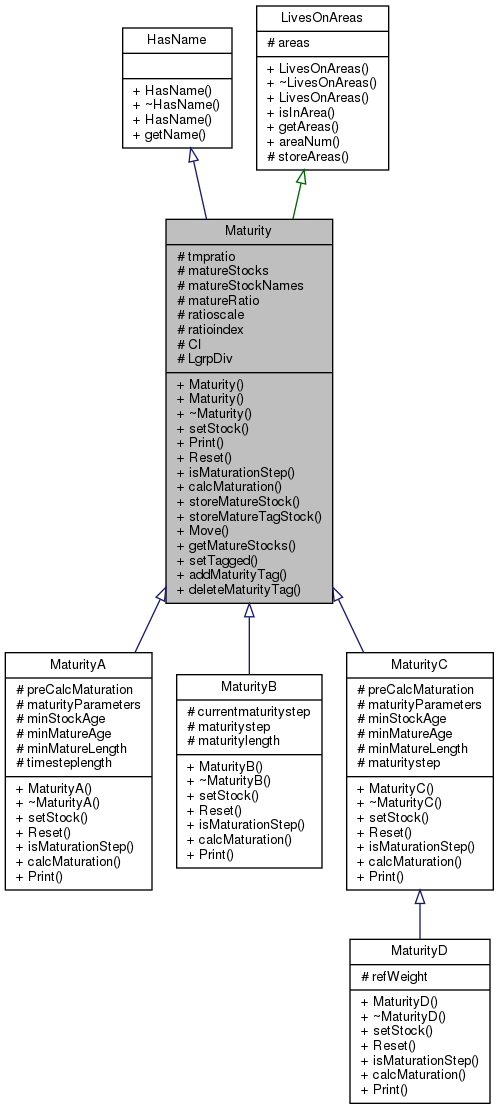 HasName
+ HasName()
+ ~HasName()
+ HasName()
+ getName()
LivesOnAreas
# areas
+ LivesOnAreas()
+ ~LivesOnAreas()
+ LivesOnAreas()
+ isInArea()
+ getAreas()
+ areaNum()
# storeAreas()
Maturity
# tmpratio
# matureStocks
# matureStockNames
# matureRatio
# ratioscale
# ratioindex
# CI
# LgrpDiv
+ Maturity()
+ Maturity()
+ ~Maturity()
+ setStock()
+ Print()
+ Reset()
+ isMaturationStep()
+ calcMaturation()
+ storeMatureStock()
+ storeMatureTagStock()
+ Move()
+ getMatureStocks()
+ setTagged()
+ addMaturityTag()
+ deleteMaturityTag()
MaturityA
# preCalcMaturation
# maturityParameters
# minStockAge
# minMatureAge
# minMatureLength
# timesteplength
+ MaturityA()
+ ~MaturityA()
+ setStock()
+ Reset()
+ isMaturationStep()
+ calcMaturation()
+ Print()
MaturityB
# currentmaturitystep
# maturitystep
# maturitylength
+ MaturityB()
+ ~MaturityB()
+ setStock()
+ Reset()
+ isMaturationStep()
+ calcMaturation()
+ Print()
MaturityC
# preCalcMaturation
# maturityParameters
# minStockAge
# minMatureAge
# minMatureLength
# maturitystep
+ MaturityC()
+ ~MaturityC()
+ setStock()
+ Reset()
+ isMaturationStep()
+ calcMaturation()
+ Print()
MaturityD
# refWeight
+ MaturityD()
+ ~MaturityD()
+ setStock()
+ Reset()
+ isMaturationStep()
+ calcMaturation()
+ Print()